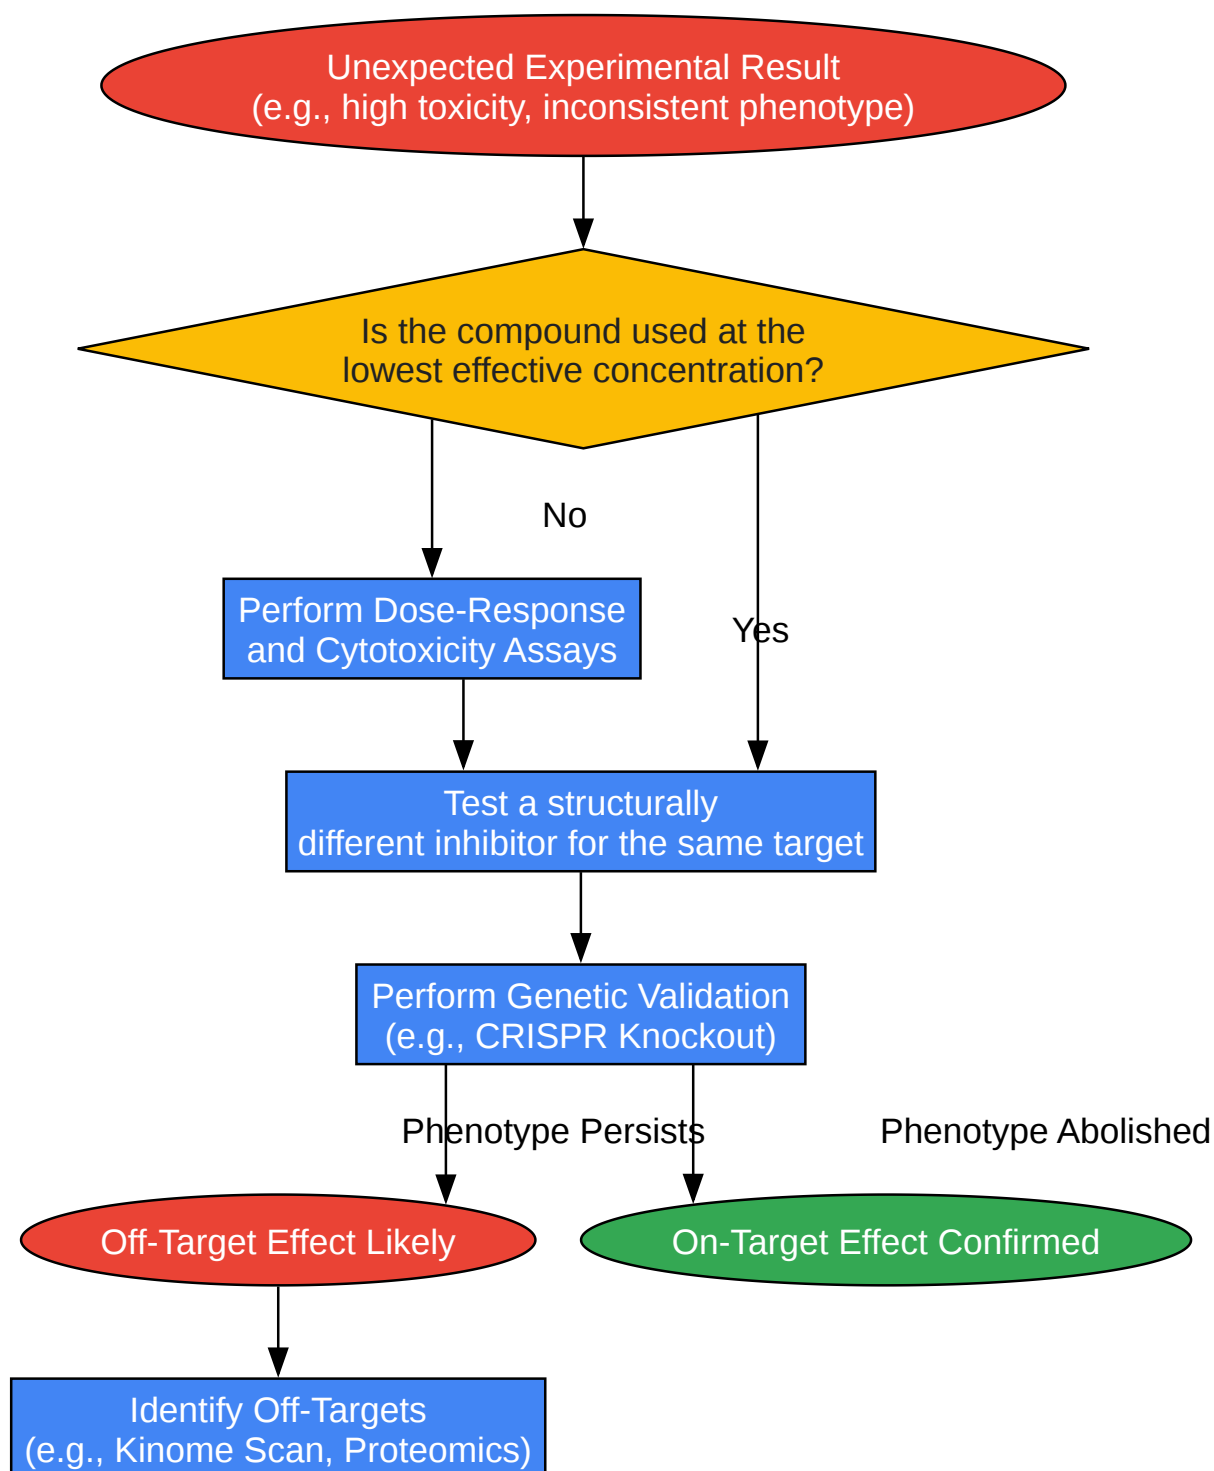 Unexpected Experimental Result
(e.g., high toxicity, inconsistent phenotype)
Is the compound used at the
lowest effective concentration?
No
Perform Dose-Response
and Cytotoxicity Assays
Yes
Test a structurally
different inhibitor for the same target
Perform Genetic Validation
(e.g., CRISPR Knockout)
Phenotype Persists
Phenotype Abolished
Off-Target Effect Likely
On-Target Effect Confirmed
Identify Off-Targets
(e.g., Kinome Scan, Proteomics)